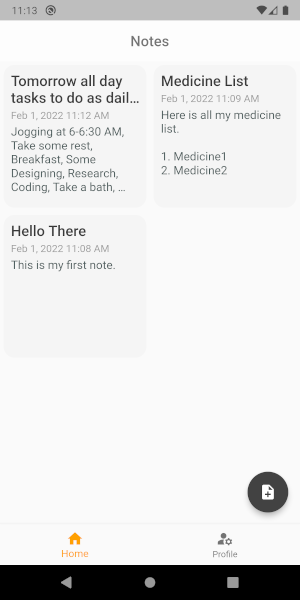 11:13
Notes
Tomorrow all day
tasks to do as dail...
Feb 1, 2022 11:12 AM
Jogging at 6-6:30 AM,
Take some rest,
Breakfast, Some
Designing, Research,
Coding, Take a bath, ...
Medicine List
Feb 1, 2022 11:09 AM
Here is all my medicine
list.
1. Medicine1
2. Medicine2
Hello There
Feb 1, 2022 11:08 AM
This is my first note.
Home
Profile